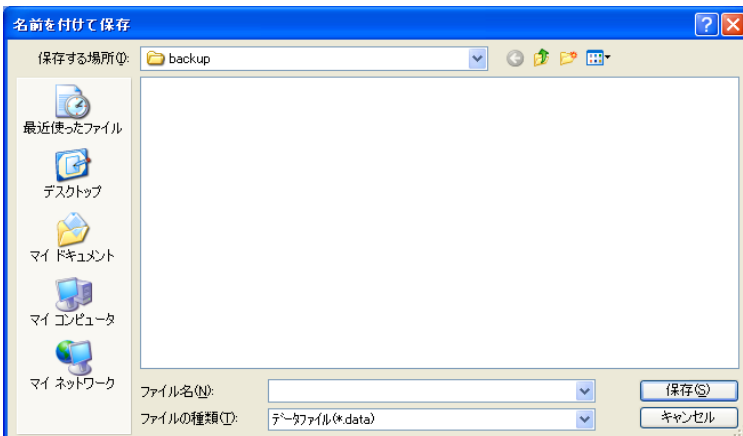 名前を付けて保存
保存する場所(I): backup
最近使ったファイル
デスクトップ
マイ ドキュメント
マイ コンピュータ
マイ ネットワーク
ファイル名(N): 保存(S)
ファイルの種類(T): データファイル(*.data) キャンセル